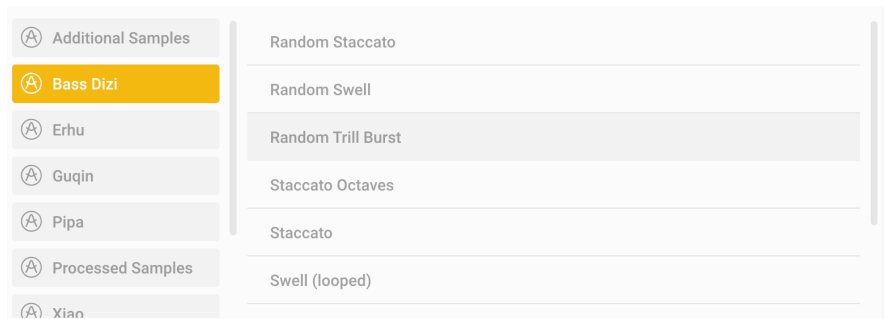 Additional Samples
Bass Dizi
Erhu
Guqin
Pipa
Processed Samples
Xiao
Random Staccato
Random Swell
Random Trill Burst
Staccato Octaves
Staccato
Swell (looped)